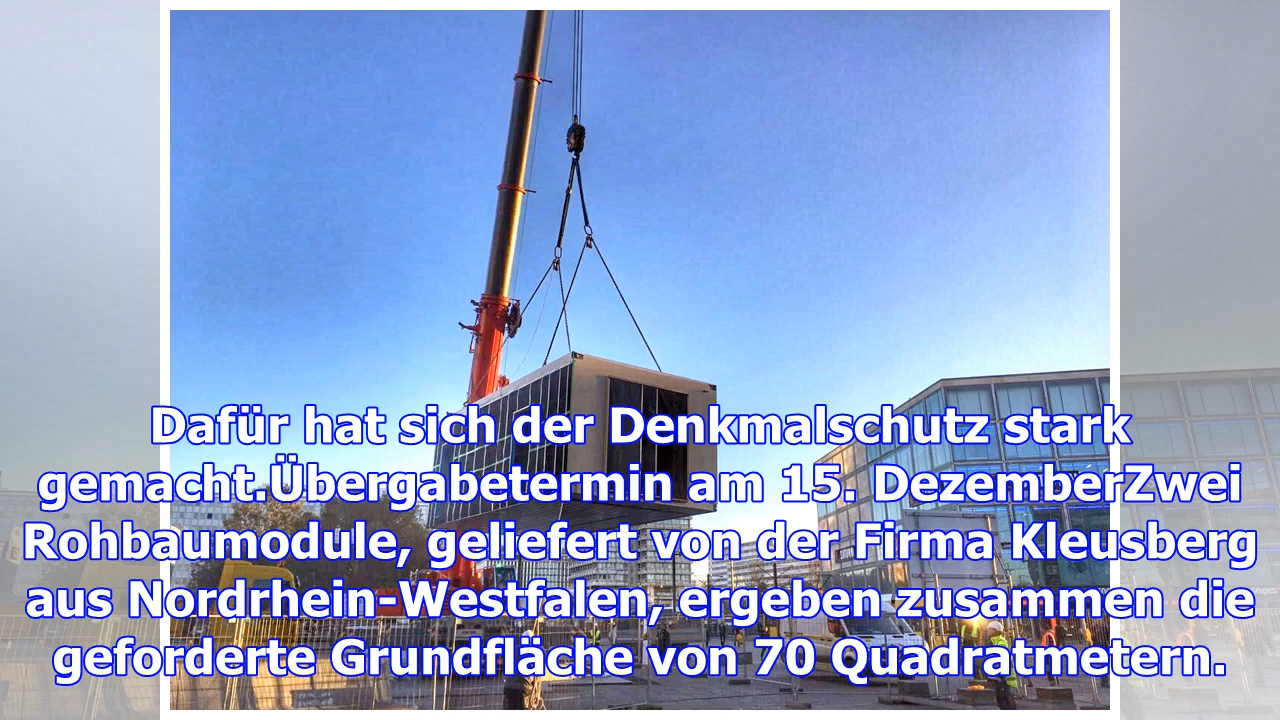 Dafür hat sich der Denkmalschutz stark
gemacht.Übergabetermin am 15. DezemberZwei
Rohbaumodule, geliefert von der Firma Kleusberg
aus Nordrhein-Westfalen, ergeben zusammen die
geforderte Grundfläche von 70 Quadratmetern.